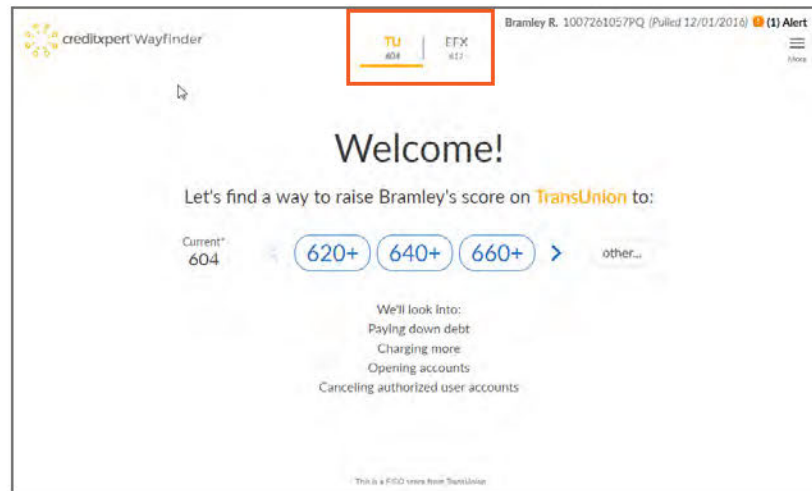 creditxpert Wayfinder
TU | EFX
604
Bramley R. 1007261057PQ (Pulled 12/01/2016) (1) Alert
More
Welcome!
Let's find a way to raise Bramley's score on TransUnion to:
Current*
604
620+ 640+ 660+ > other...
We'll look into:
Paying down debt
Charging more
Opening accounts
Canceling authorized user accounts
This is a FICO score from TransUnion